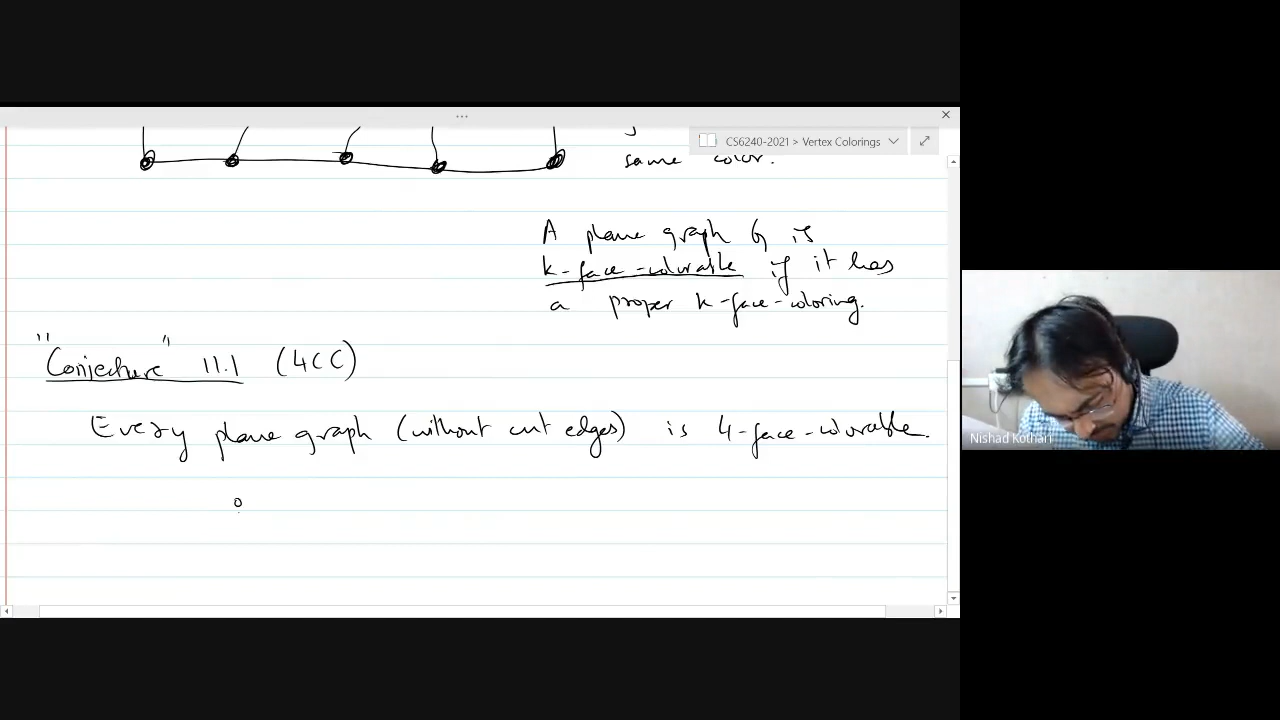 CS6240-2021 > Vertex Colorings
same color.
A plane graph G is
k-face-colorable if it has
a proper k-face-coloring.
"Conjecture" 11.1 (4CC)
Every plane graph (without cut edges) is 4-face-colorable.
Nishad Kothari